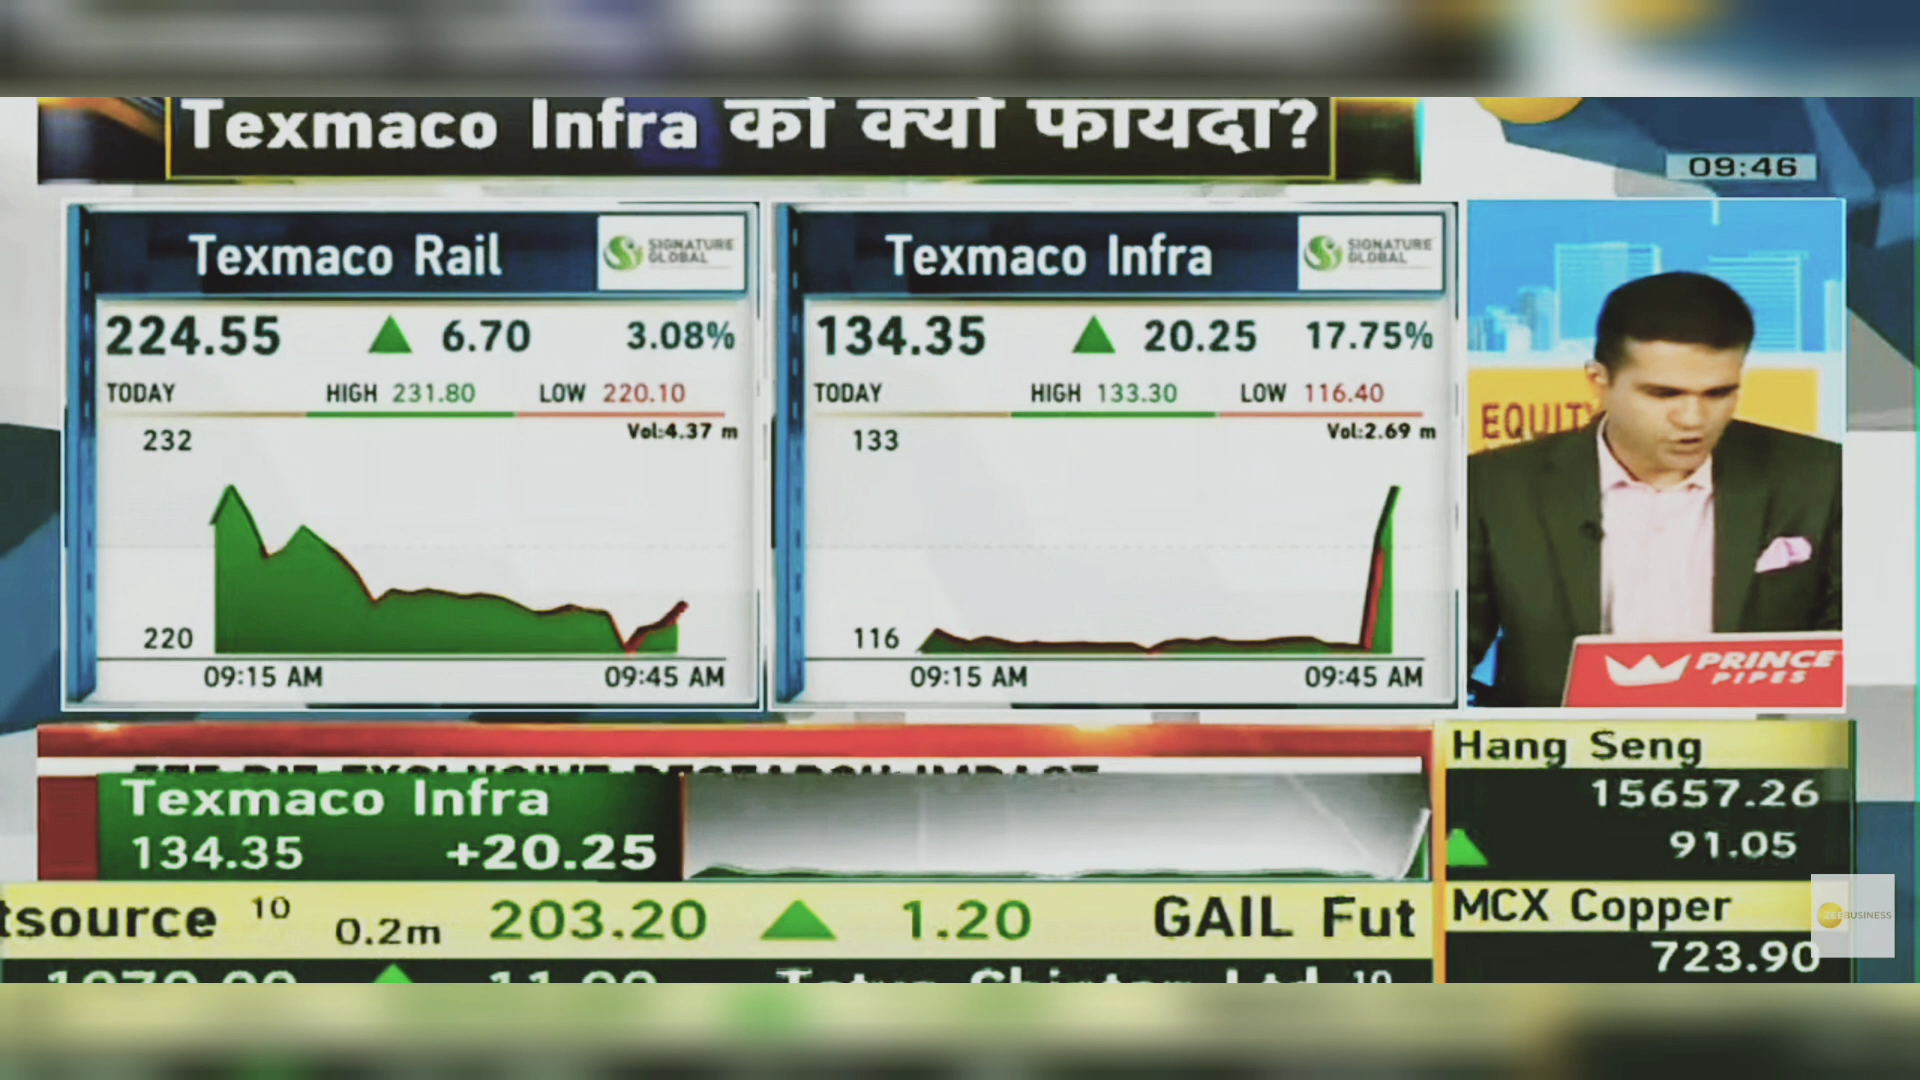 Texmaco Infra को क्यों फायदा?
09:46
Texmaco Rail
SIGNATURE
GLOBAL
224.55 6.70 3.08%
TODAY HIGH 231.80 LOW 220.10
Vol:4.37 m
232
220
09:15 AM 09:45 AM
Texmaco Infra
SIGNATURE
GLOBAL
134.35 20.25 17.75%
TODAY HIGH 133.30 LOW 116.40
Vol:2.69 m
133
116
09:15 AM 09:45 AM
EQUITY
PRINCE
PIPES
Texmaco Infra
134.35 +20.25
Hang Seng
15657.26
91.05
MCX Copper
723.90
ZEEBUSINESS
tsource 10 0.2m 203.20 1.20 GAIL Fut